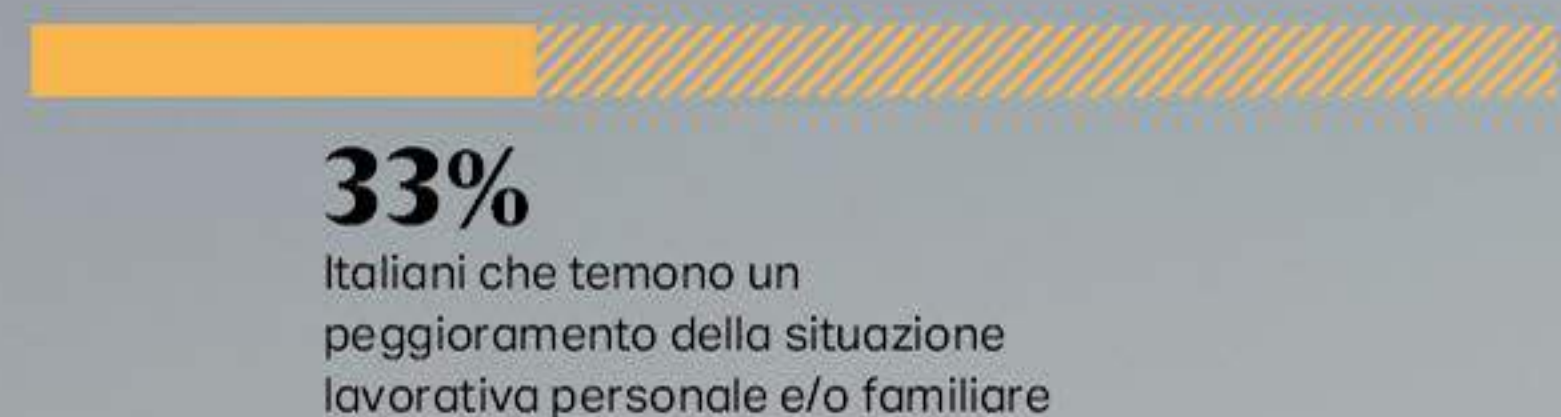 33%
Italiani che temono un
peggioramento della situazione
lavorativa personale e/o familiare